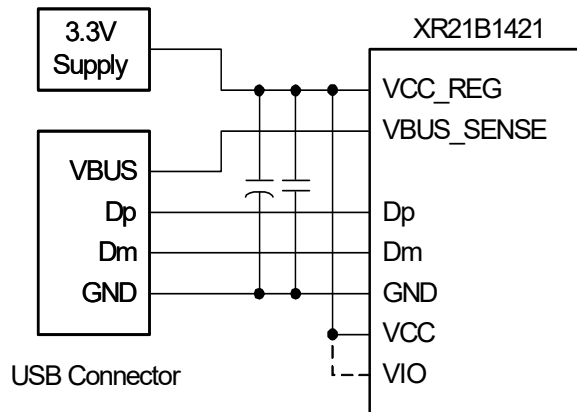 3.3V
Supply
XR21B1421
VCC_REG
VBUS_SENSE
VBUS
Dp
Dp
Dm
Dm
GND
GND
VCC
USB Connector
VIO